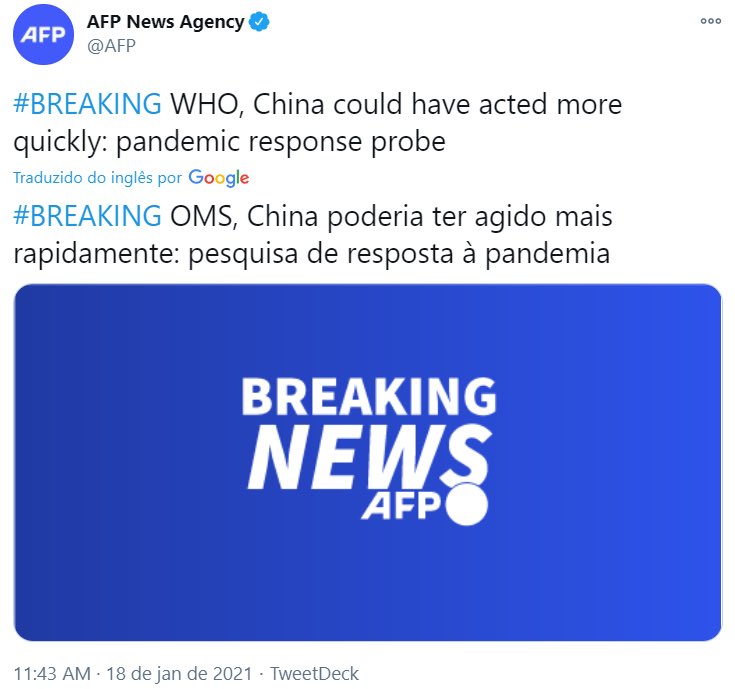 AFP
AFP News Agency
@AFP
#BREAKING WHO, China could have acted more
quickly: pandemic response probe
Traduzido do inglês por Google
#BREAKING OMS, China poderia ter agido mais
rapidamente: pesquisa de resposta à pandemia
BREAKING
NEWS
AFP
11:43 AM · 18 de jan de 2021 · TweetDeck